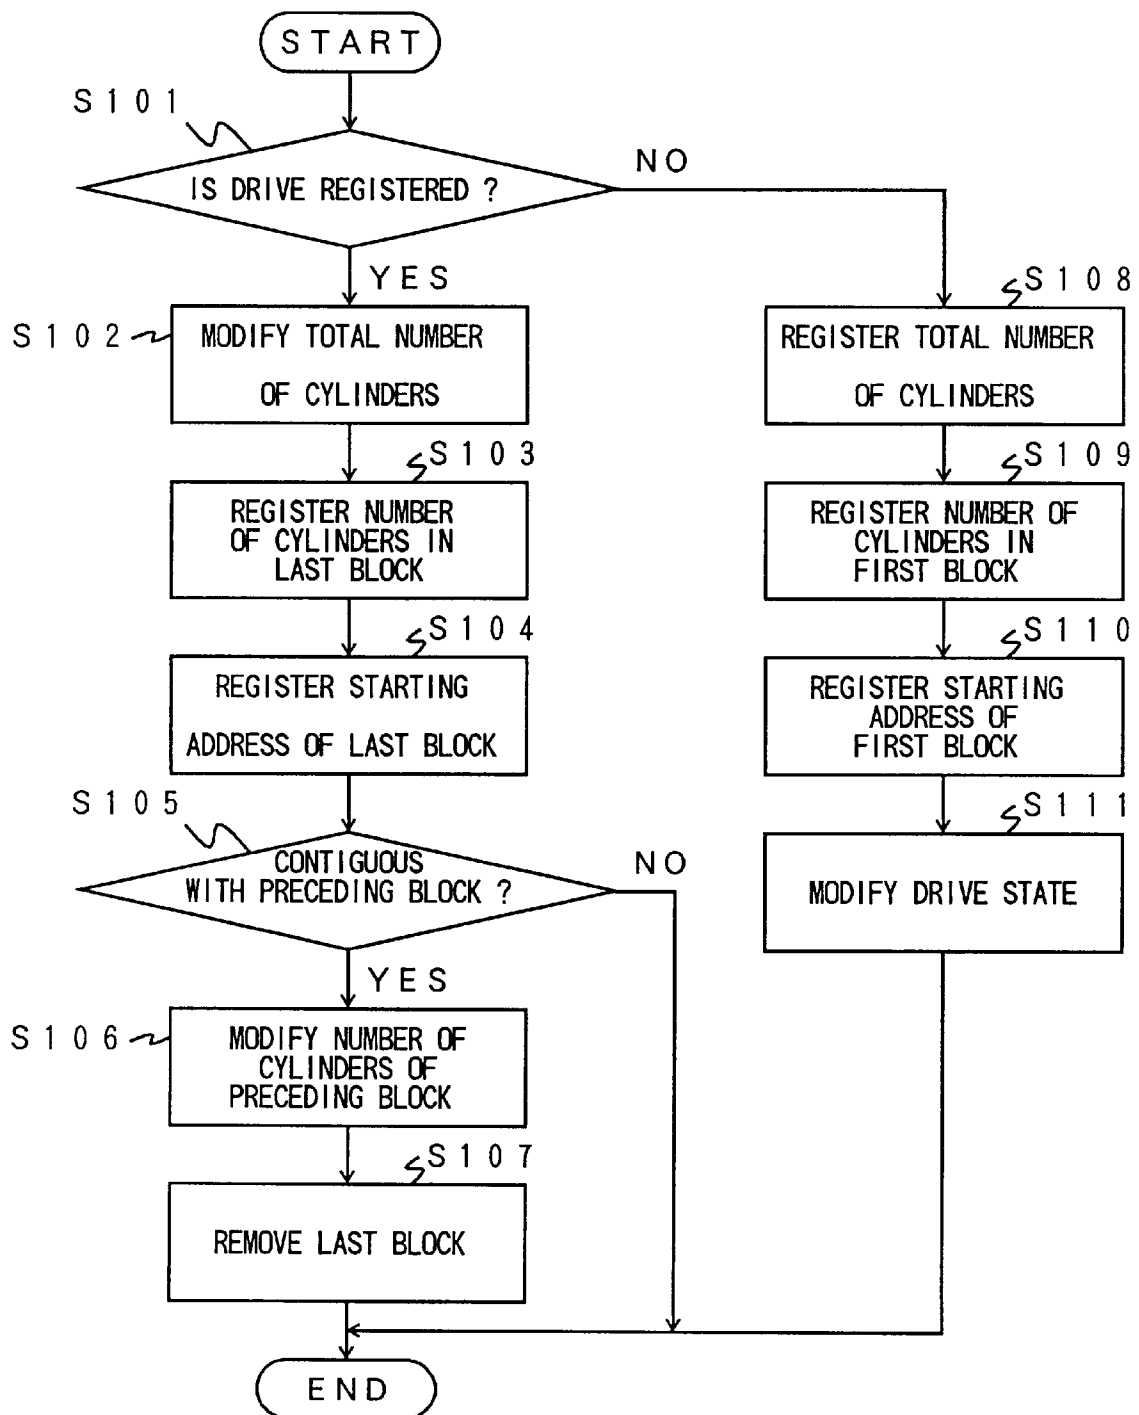 START
S101
IS DRIVE REGISTERED ?
NO
YES
S102
MODIFY TOTAL NUMBER
OF CYLINDERS
S103
REGISTER NUMBER
OF CYLINDERS IN
LAST BLOCK
S104
REGISTER STARTING
ADDRESS OF LAST BLOCK
S105
CONTIGUOUS
WITH PRECEDING BLOCK ?
NO
YES
S106
MODIFY NUMBER OF
CYLINDERS OF
PRECEDING BLOCK
S107
REMOVE LAST BLOCK
S108
REGISTER TOTAL NUMBER
OF CYLINDERS
S109
REGISTER NUMBER OF
CYLINDERS IN
FIRST BLOCK
S110
REGISTER STARTING
ADDRESS OF
FIRST BLOCK
S111
MODIFY DRIVE STATE
END